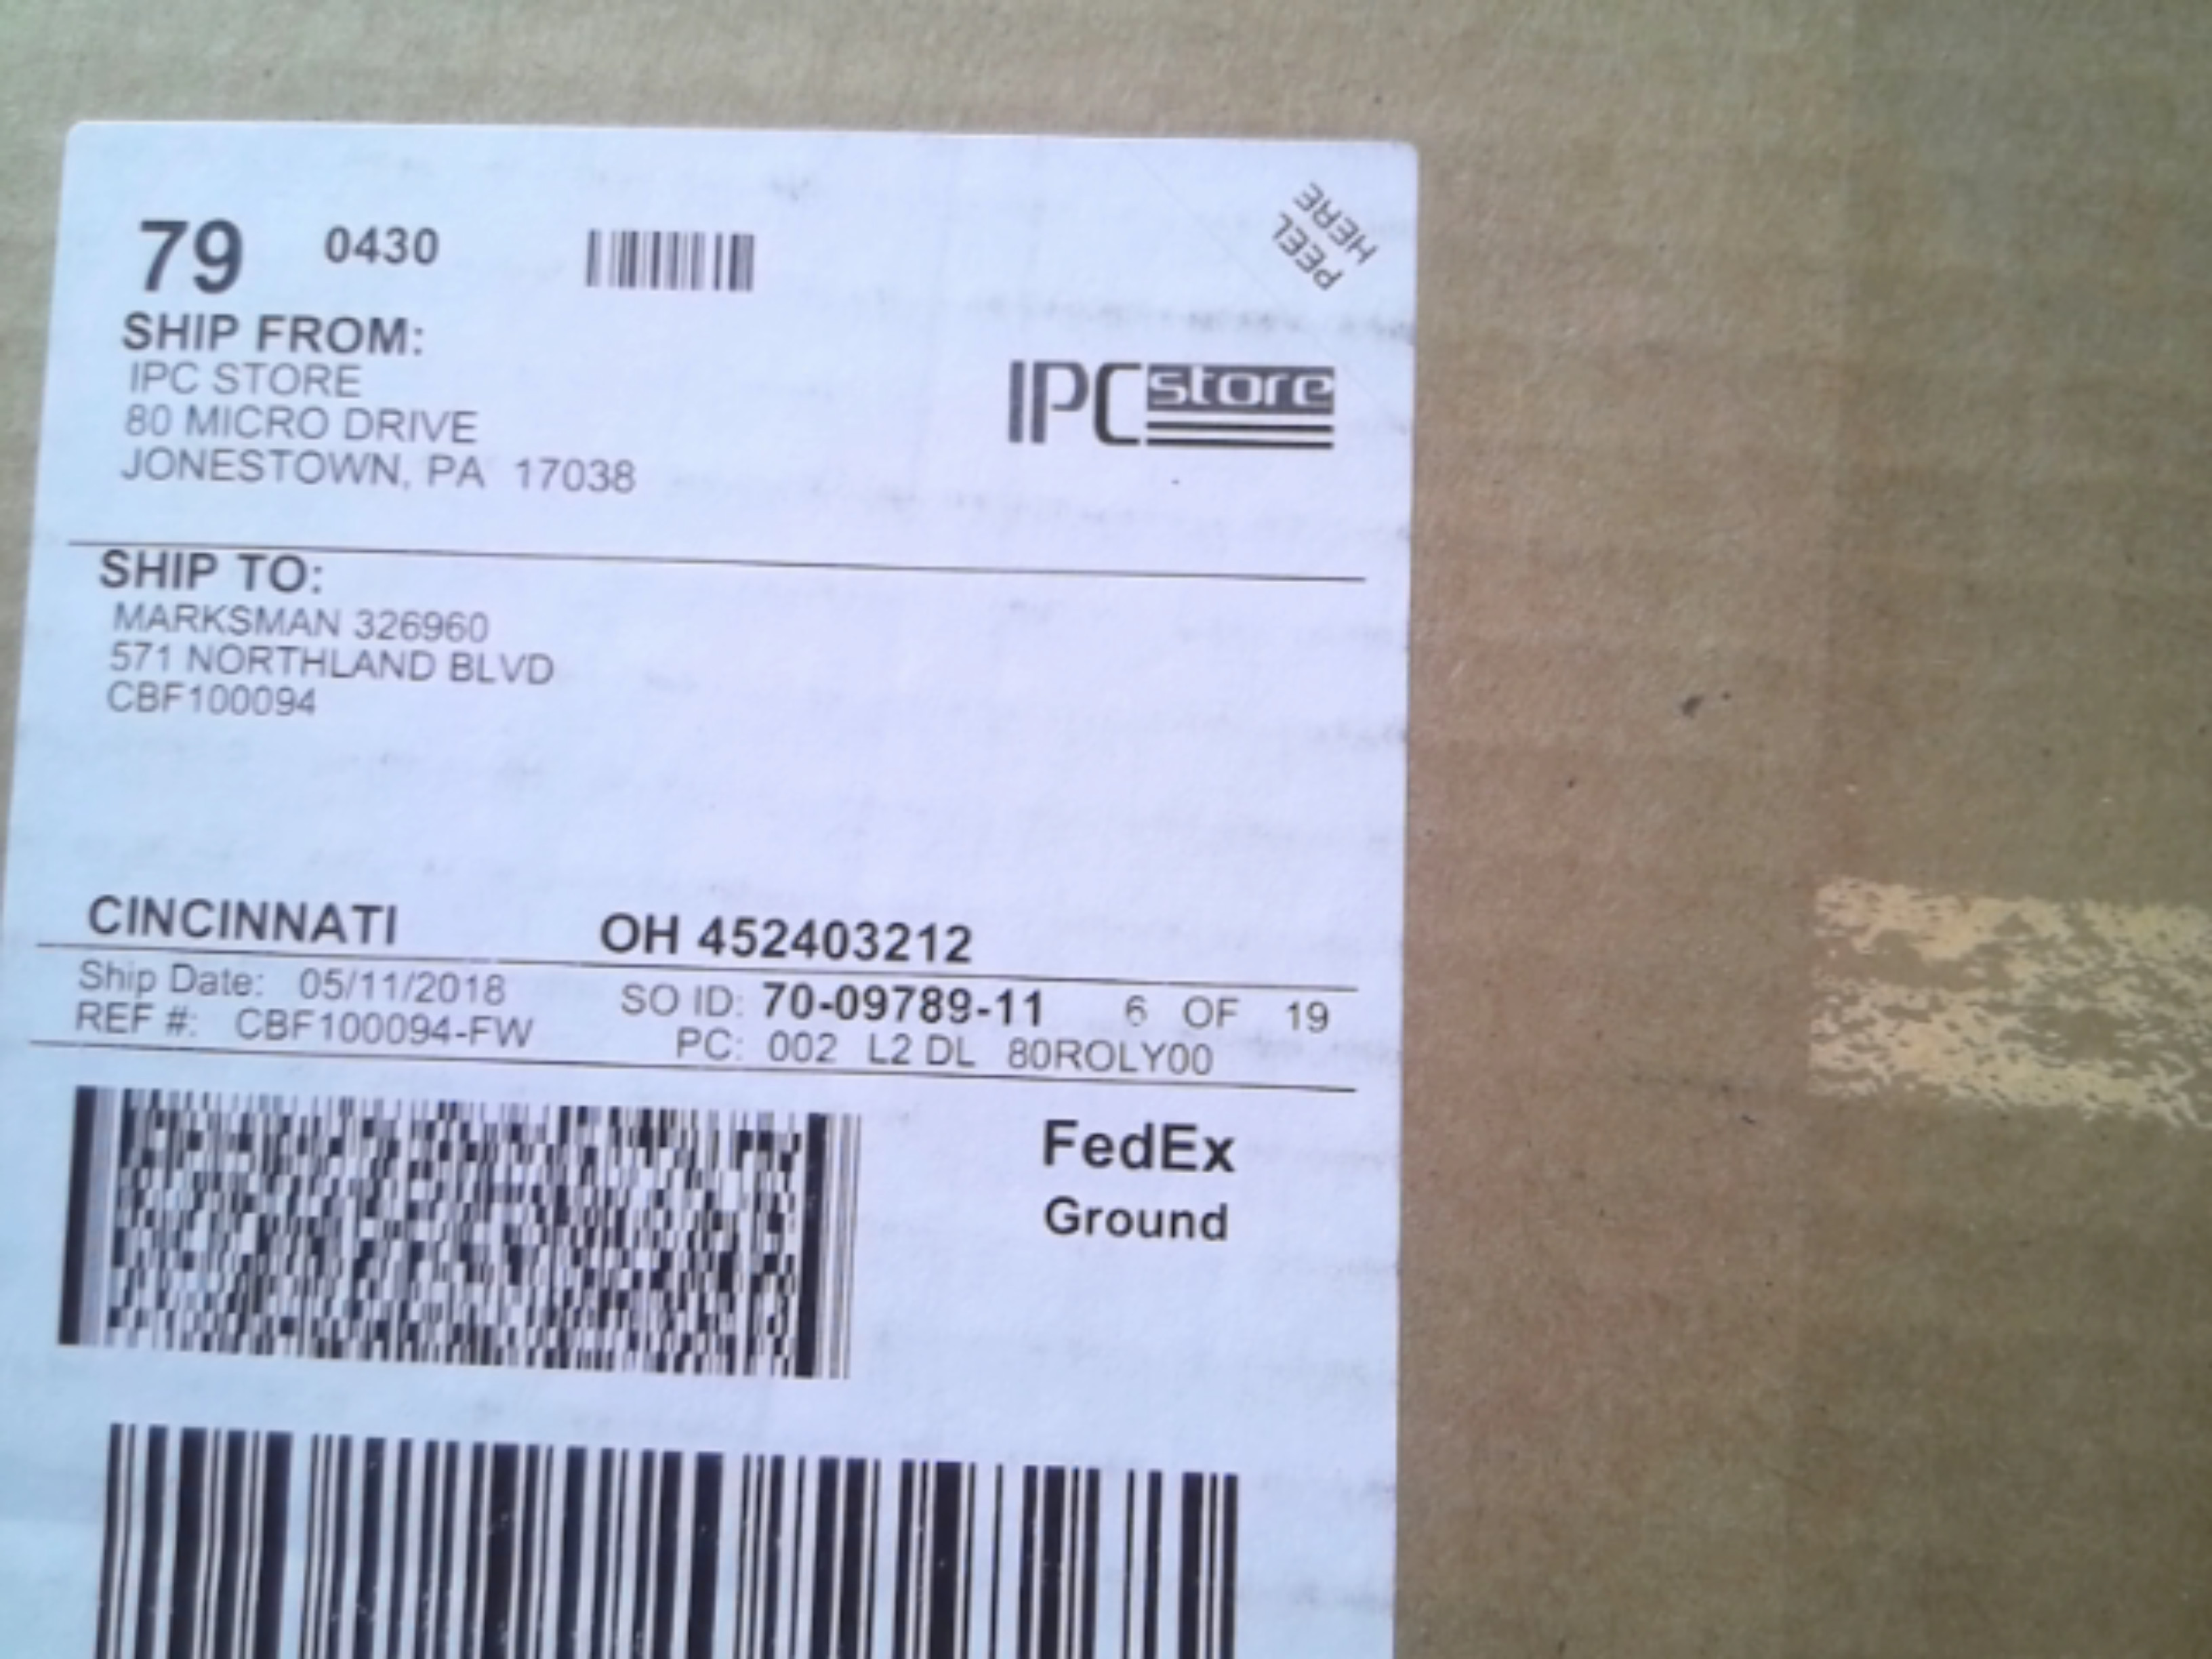 79 0430
PEEL
HERE
SHIP FROM:
IPC STORE
80 MICRO DRIVE
JONESTOWN, PA 17038
IPC store
SHIP TO:
MARKSMAN 326960
571 NORTHLAND BLVD
CBF100094
CINCINNATI OH 452403212
Ship Date: 05/11/2018
REF #: CBF100094-FW
SO ID: 70-09789-11 6 OF 19
PC: 002 L2 DL 80ROLY00
FedEx
Ground